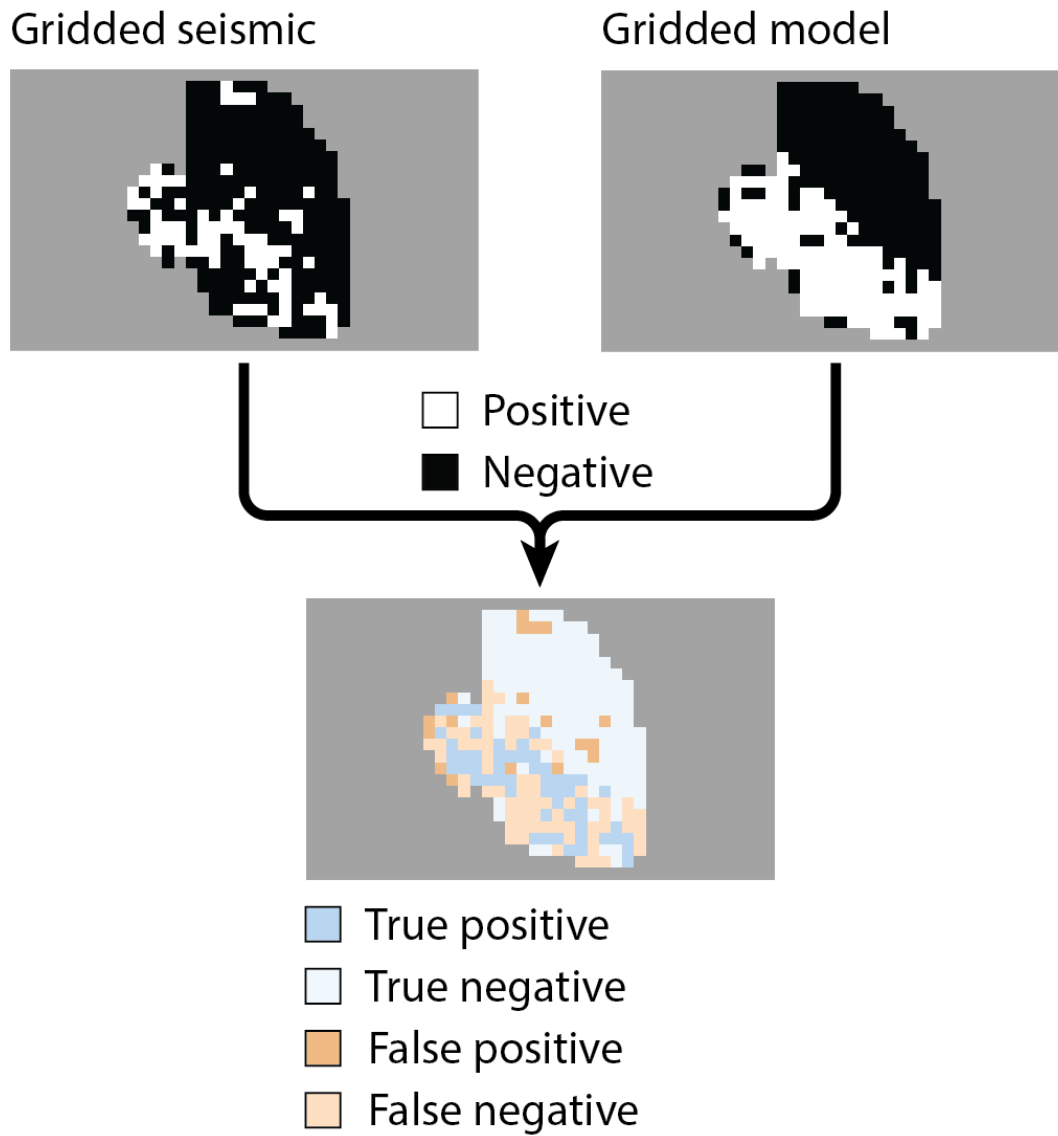 Gridded seismic
Gridded model
Positive
Negative
True positive
True negative
False positive
False negative